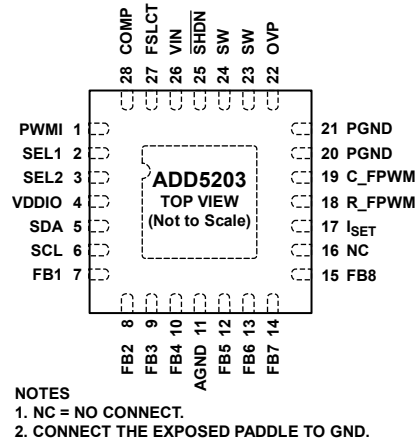 28 COMP
27 FSLCT
26 VIN
25 SHDN
24 SW
23 SW
22 OVP
PWMI 1
SEL1 2
SEL2 3
VDDIO 4
SDA 5
SCL 6
FB1 7
ADD5203
TOP VIEW
(Not to Scale)
21 PGND
20 PGND
19 C_FPWM
18 R_FPWM
17 ISET
16 NC
15 FB8
FB2 8
FB3 9
FB4 10
AGND 11
FB5 12
FB6 13
FB7 14
NOTES
1. NC = NO CONNECT.
2. CONNECT THE EXPOSED PADDLE TO GND.